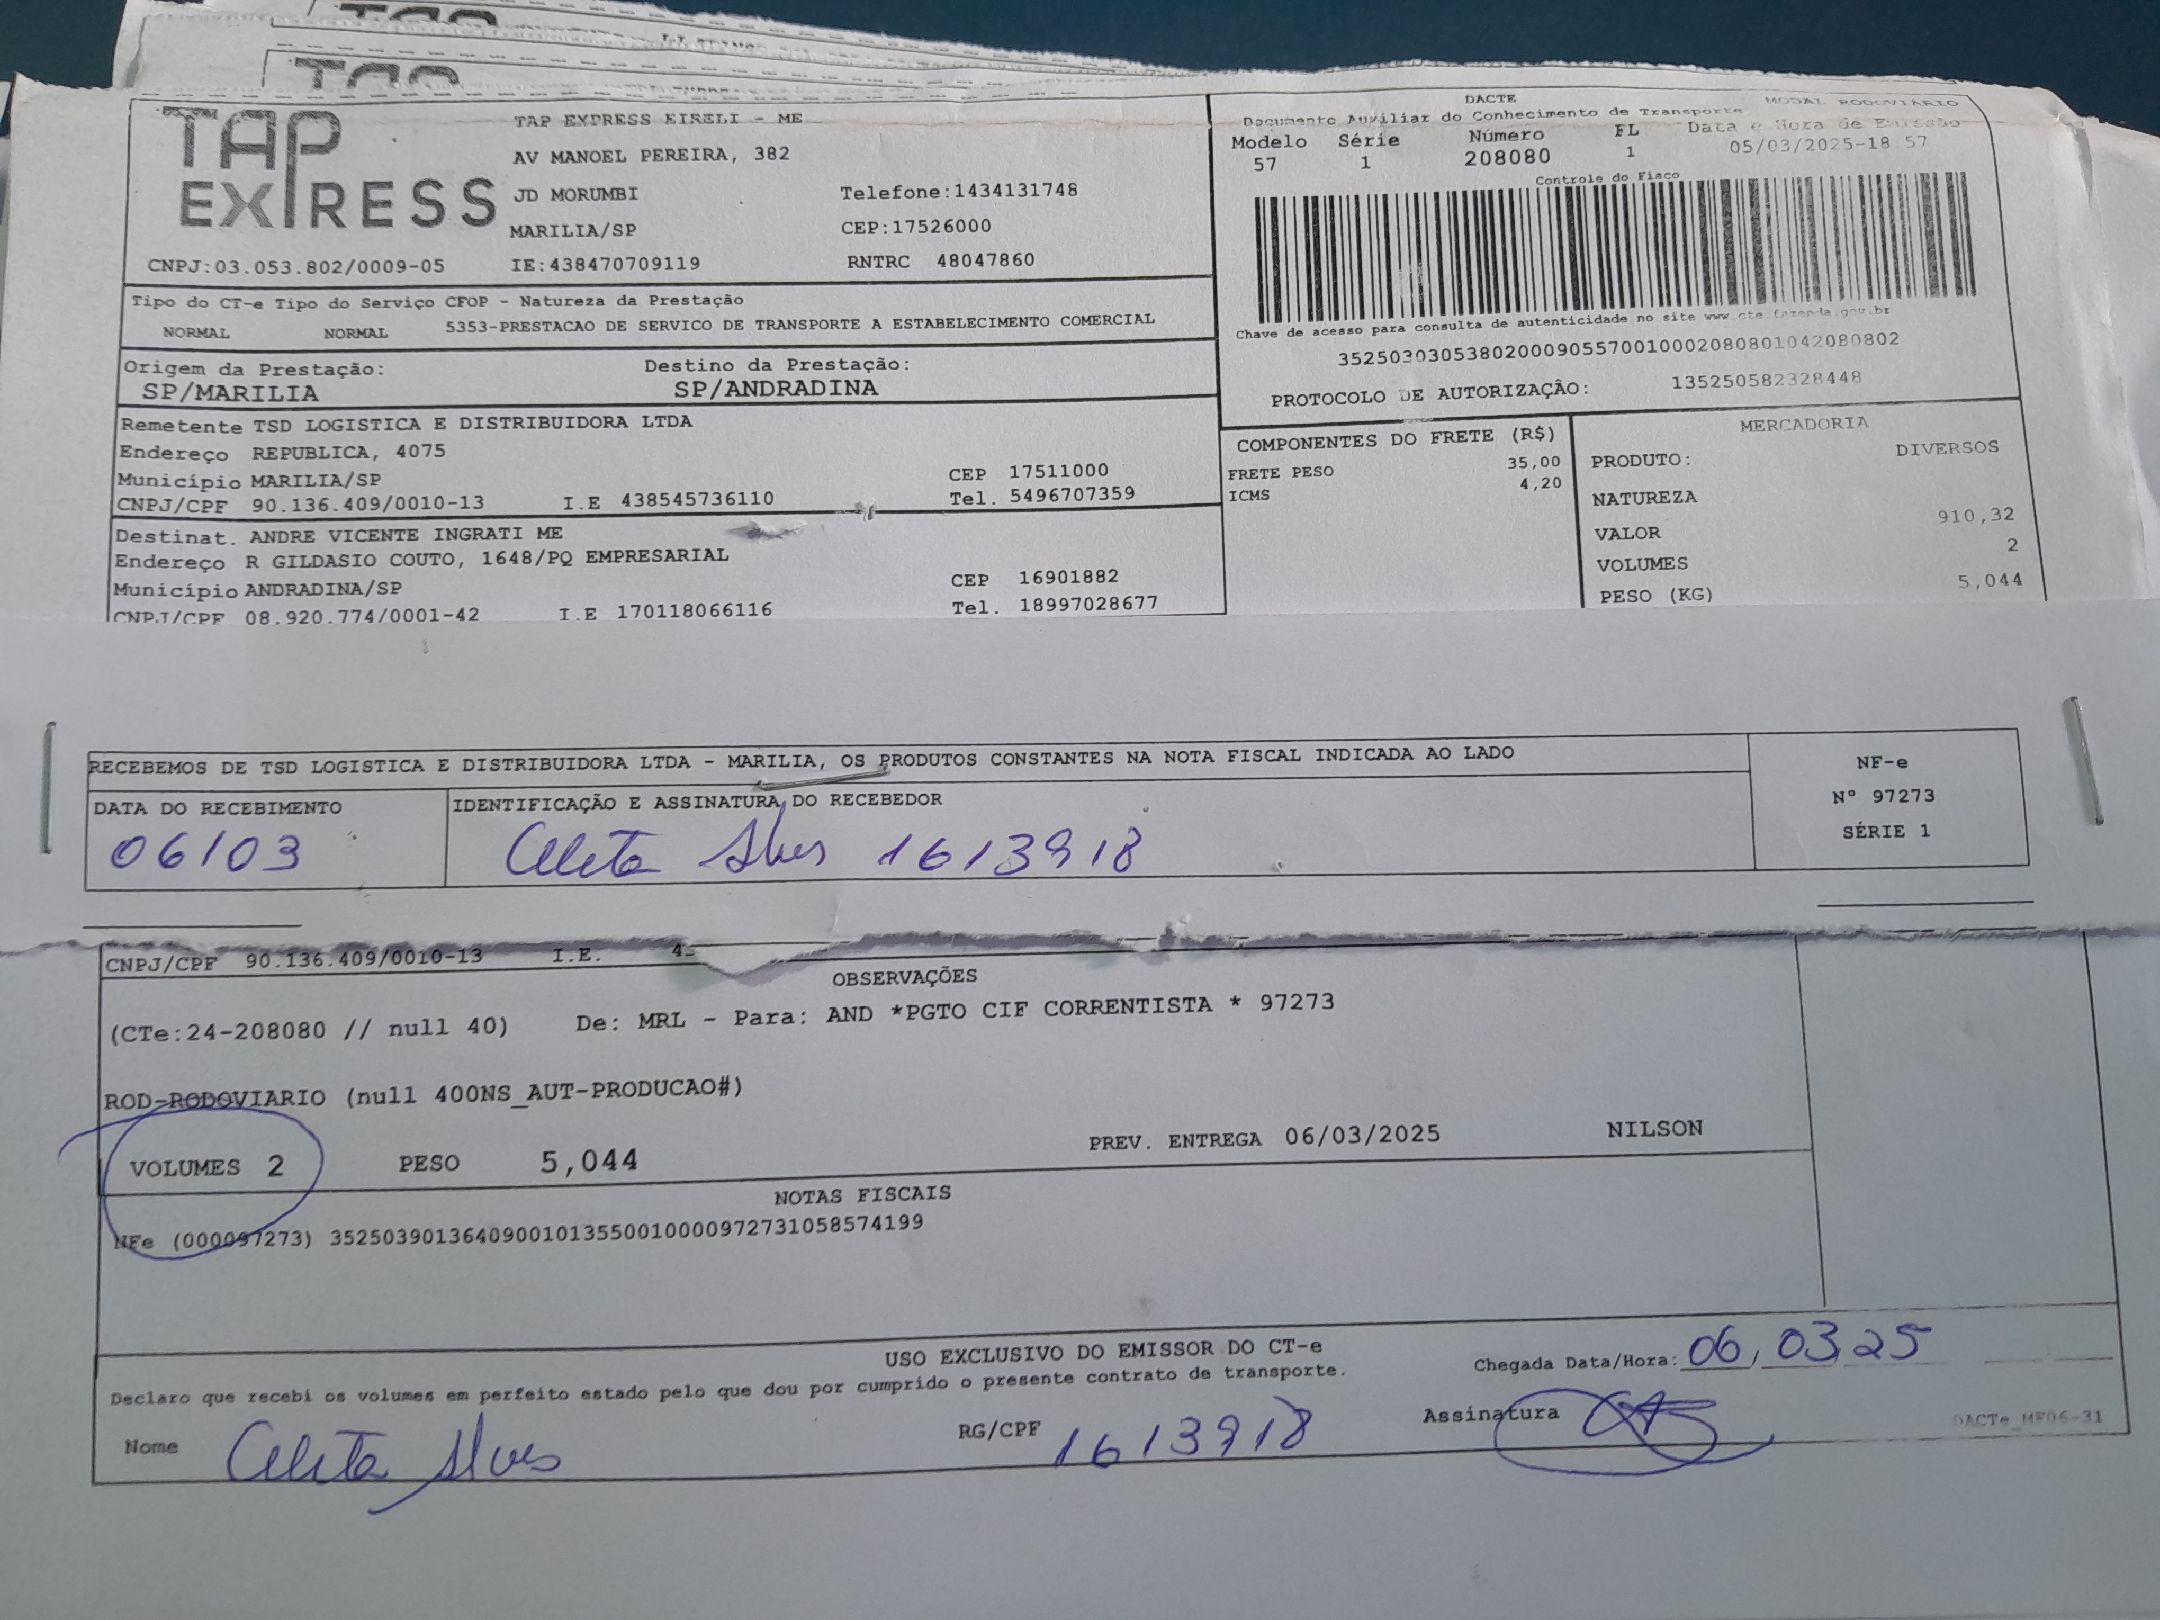 TAP
EXPRESS
TAP EXPRESS EIRELI - ME
AV MANOEL PEREIRA, 382
JD MORUMBI Telefone:1434131748
MARILIA/SP CEP:17526000
CNPJ:03.053.802/0009-05 IE:438470709119 RNTRC 48047860
DACTE MODAL RODOVIÁRIO
Documento Auxiliar do Conhecimento de Transporte
Modelo Série Número FL Data e Hora de Emissão
57 1 208080 1 05/03/2025-18 57
Controle do Fisco
Chave de acesso para consulta de autenticidade no site www.cte.fazenda.gov.br
35250303053802000905570010002080801042080802
PROTOCOLO DE AUTORIZAÇÃO: 135250582328448
Tipo do CT-e Tipo do Serviço CFOP - Natureza da Prestação
NORMAL NORMAL 5353-PRESTACAO DE SERVICO DE TRANSPORTE A ESTABELECIMENTO COMERCIAL
Origem da Prestação: Destino da Prestação:
SP/MARILIA SP/ANDRADINA
Remetente TSD LOGISTICA E DISTRIBUIDORA LTDA
Endereço REPUBLICA, 4075
Município MARILIA/SP CEP 17511000
CNPJ/CPF 90.136.409/0010-13 I.E 438545736110 Tel. 5496707359
Destinat. ANDRE VICENTE INGRATI ME
Endereço R GILDASIO COUTO, 1648/PQ EMPRESARIAL
Município ANDRADINA/SP CEP 16901882
CNPJ/CPF 08.920.774/0001-42 I.E 170118066116 Tel. 18997028677
COMPONENTES DO FRETE (R$)
FRETE PESO 35,00
ICMS 4,20
MERCADORIA
PRODUTO: DIVERSOS
NATUREZA
VALOR 910,32
VOLUMES 2
PESO (KG) 5,044
RECEBEMOS DE TSD LOGISTICA E DISTRIBUIDORA LTDA - MARILIA, OS PRODUTOS CONSTANTES NA NOTA FISCAL INDICADA AO LADO
DATA DO RECEBIMENTO IDENTIFICAÇÃO E ASSINATURA DO RECEBEDOR
06/03 Alves 1613918
NF-e
Nº 97273
SÉRIE 1
CNPJ/CPF 90.136.409/0010-13 I.E. 4
OBSERVAÇÕES
(CTe:24-208080 // null 40) De: MRL - Para: AND *PGTO CIF CORRENTISTA * 97273
ROD-RODOVIARIO (null 400NS_AUT-PRODUCAO#)
VOLUMES 2 PESO 5,044 PREV. ENTREGA 06/03/2025 NILSON
NOTAS FISCAIS
NFe (000097273) 35250390136409001013550010000972731058574199
USO EXCLUSIVO DO EMISSOR DO CT-e
Declaro que recebi os volumes em perfeito estado pelo que dou por cumprido o presente contrato de transporte.
Chegada Data/Hora: 06, 03 25
Nome Alves RG/CPF 1613918 Assinatura
DACTe_MF06-31